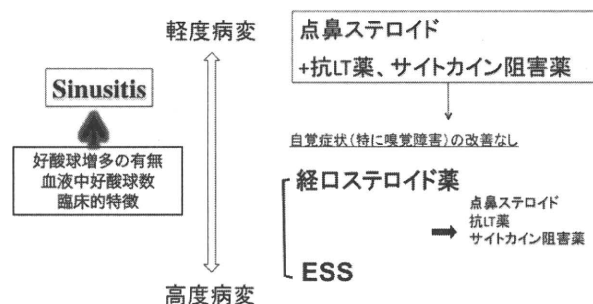 軽度病変
点鼻ステロイド
+抗LT薬、サイトカイン阻害薬
Sinusitis
自覚症状(特に嗅覚障害)の改善なし
好酸球増多の有無
血液中好酸球数
臨床的特徴
経口ステロイド薬
点鼻ステロイド
抗LT薬
サイトカイン阻害薬
ESS
高度病変